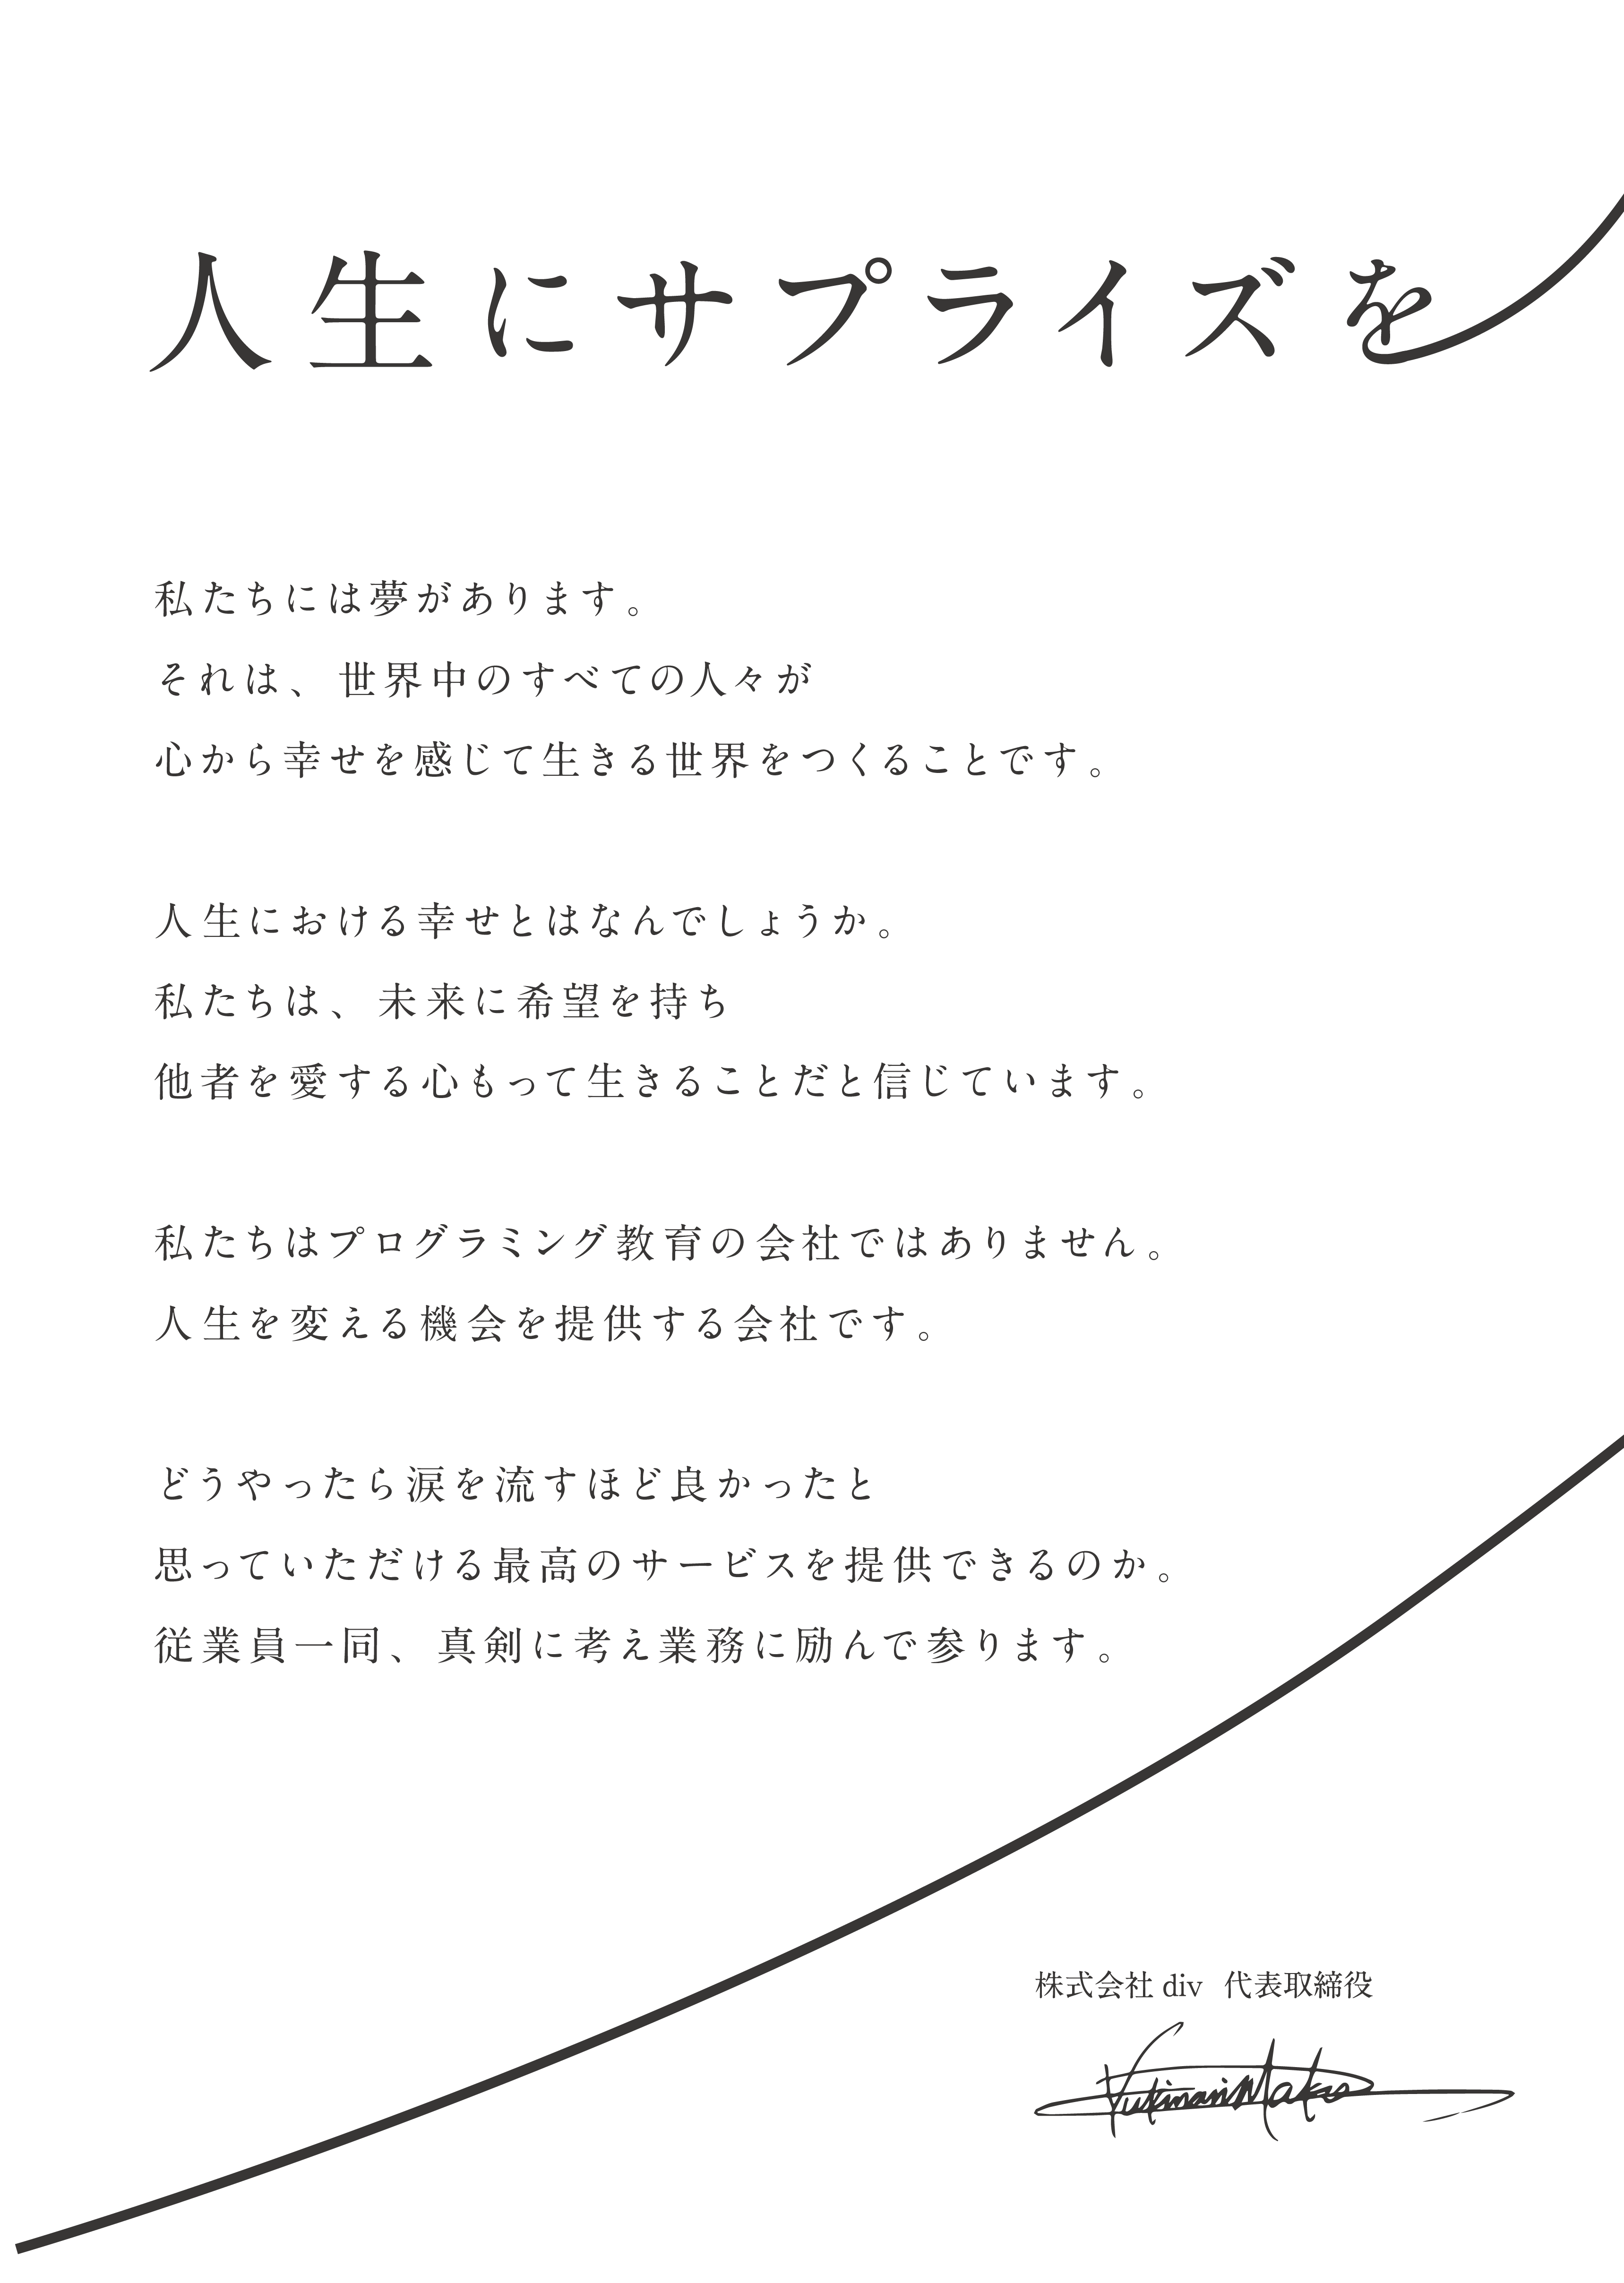 人生にサプライズを
私たちには夢があります。
それは、世界中のすべての人々が
心から幸せを感じて生きる世界をつくることです。
人生における幸せとはなんでしょうか。
私たちは、未来に希望を持ち
他者を愛する心もって生きることだと信じています。
私たちはプログラミング教育の会社ではありません。
人生を変える機会を提供する会社です。
どうやったら涙を流すほど良かったと
思っていただける最高のサービスを提供できるのか。
従業員一同、真剣に考え業務に励んで参ります。
株式会社 div 代表取締役